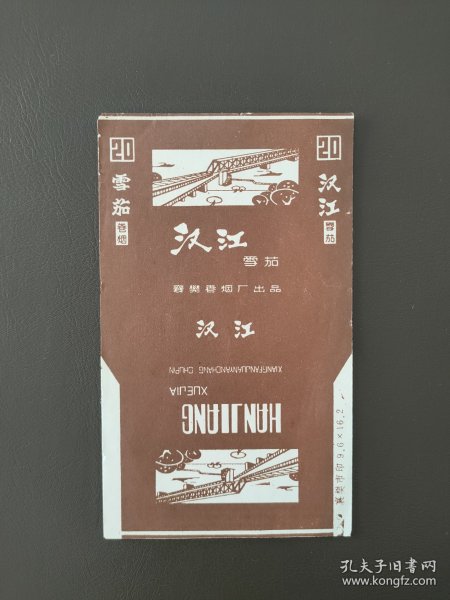 20
雪茄
卷烟
20
汉江
雪茄
汉江
雪茄
襄樊卷烟厂出品
汉江
XIANGFANJUANYANCHANG CHUPIN
XUEJIA
HANJIANG
印 9.6×16.2
孔夫子旧书网
www.kongfz.com